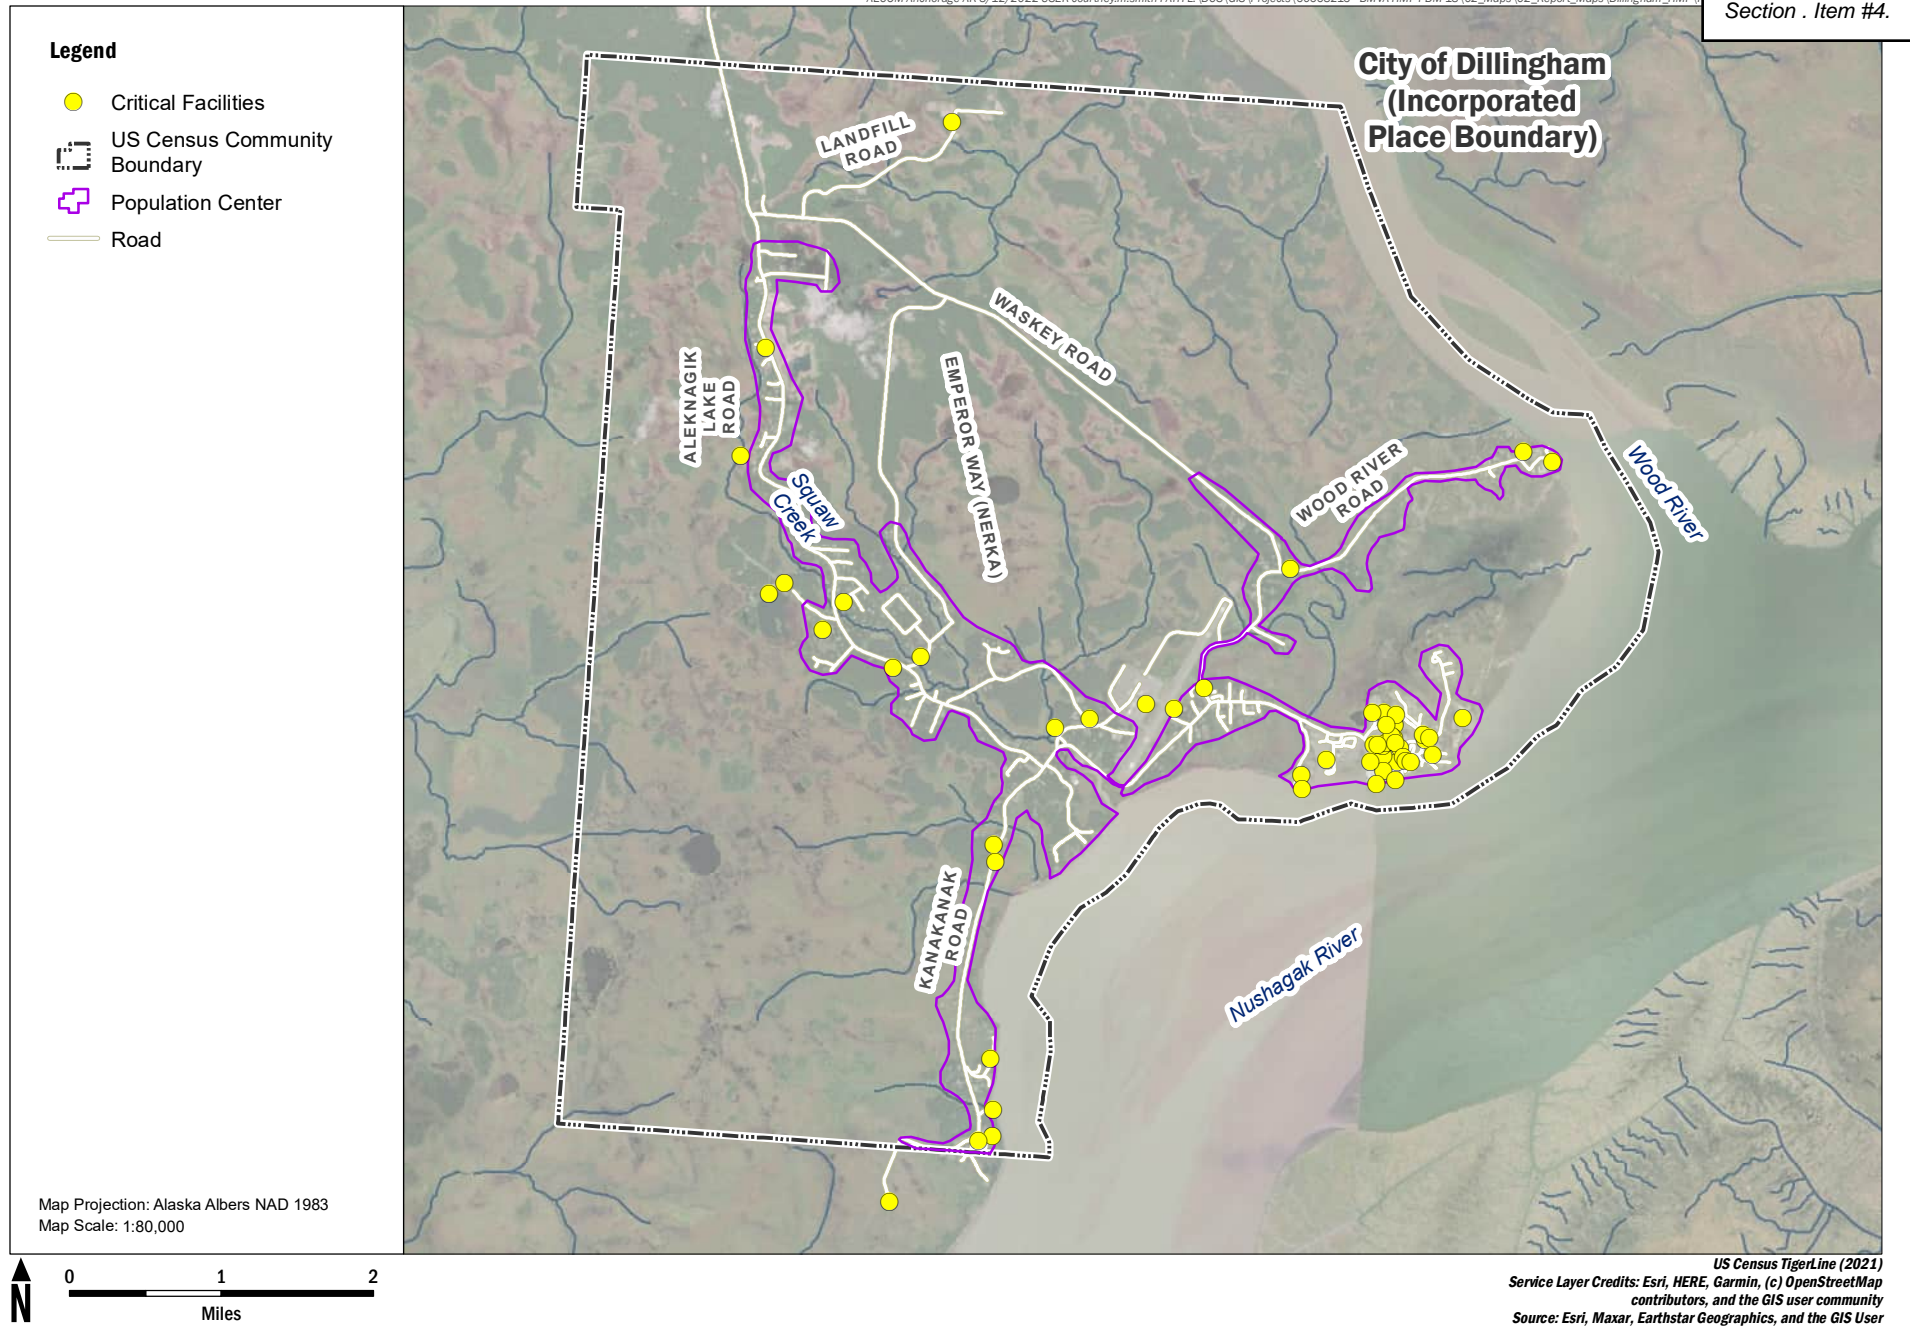 Section . Item #4.
Legend
Critical Facilities
US Census Community
Boundary
Population Center
Road
City of Dillingham
(Incorporated
Place Boundary)
LANDFILL
ROAD
WASKEY ROAD
ALEKNAGIK
LAKE
ROAD
EMPEROR WAY (NERKA)
WOOD RIVER
ROAD
Wood River
Squaw
Creek
KANAKANAK
ROAD
Nushagak River
Map Projection: Alaska Albers NAD 1983
Map Scale: 1:80,000
N
0 1 2
Miles
US Census TigerLine (2021)
Service Layer Credits: Esri, HERE, Garmin, (c) OpenStreetMap
contributors, and the GIS user community
Source: Esri, Maxar, Earthstar Geographics, and the GIS User